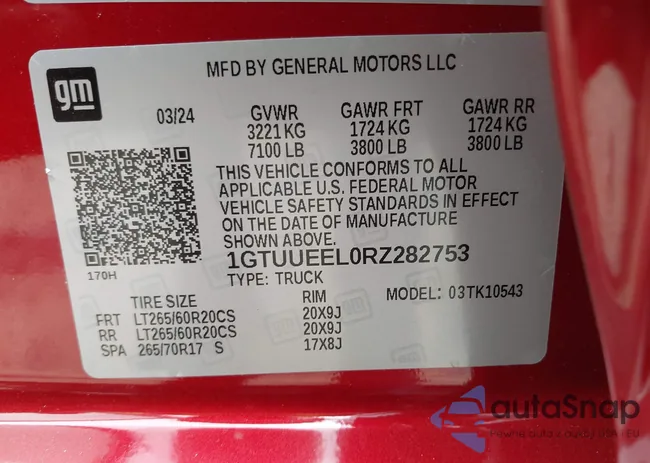 gm
MFD BY GENERAL MOTORS LLC
03/24
GVWR GAWR FRT GAWR RR
3221 KG 1724 KG 1724 KG
7100 LB 3800 LB 3800 LB
THIS VEHICLE CONFORMS TO ALL
APPLICABLE U.S. FEDERAL MOTOR
VEHICLE SAFETY STANDARDS IN EFFECT
ON THE DATE OF MANUFACTURE
SHOWN ABOVE.
170H
1GTUUEEL0RZ282753
TYPE: TRUCK
MODEL: 03TK10543
TIRE SIZE RIM
FRT LT265/60R20CS 20X9J
RR LT265/60R20CS 20X9J
SPA 265/70R17 S 17X8J
autaSnap